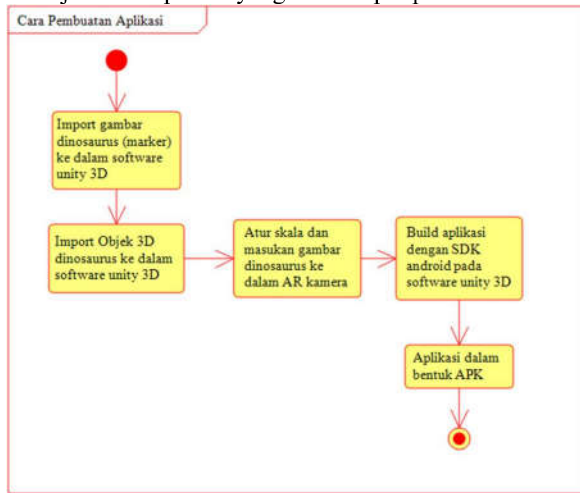 Cara Pembuatan Aplikasi
Import gambar
dinosaurus (marker)
ke dalam software
unity 3D
Import Objek 3D
dinosaurus ke dalam
software unity 3D
Atur skala dan
masukan gambar
dinosaurus ke
dalam AR kamera
Build aplikasi
dengan SDK
android pada
software unity 3D
Aplikasi dalam
bentuk APK